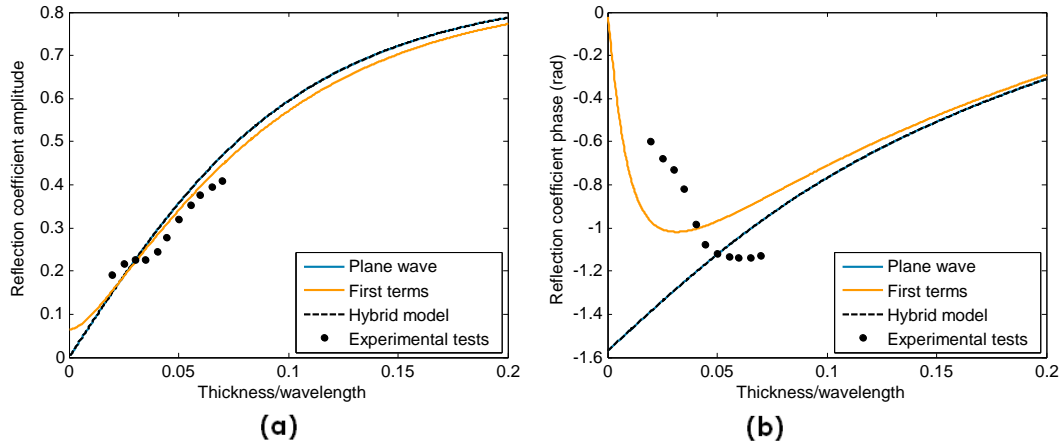 0.8
0.7
0.6
0.5
0.4
0.3
0.2
0.1
0
Reflection coefficient amplitude
0 0.05 0.1 0.15 0.2
Thickness/wavelength
Plane wave
First terms
Hybrid model
Experimental tests
(a)
0
-0.2
-0.4
-0.6
-0.8
-1
-1.2
-1.4
-1.6
Reflection coefficient phase (rad)
0 0.05 0.1 0.15 0.2
Thickness/wavelength
Plane wave
First terms
Hybrid model
Experimental tests
(b)